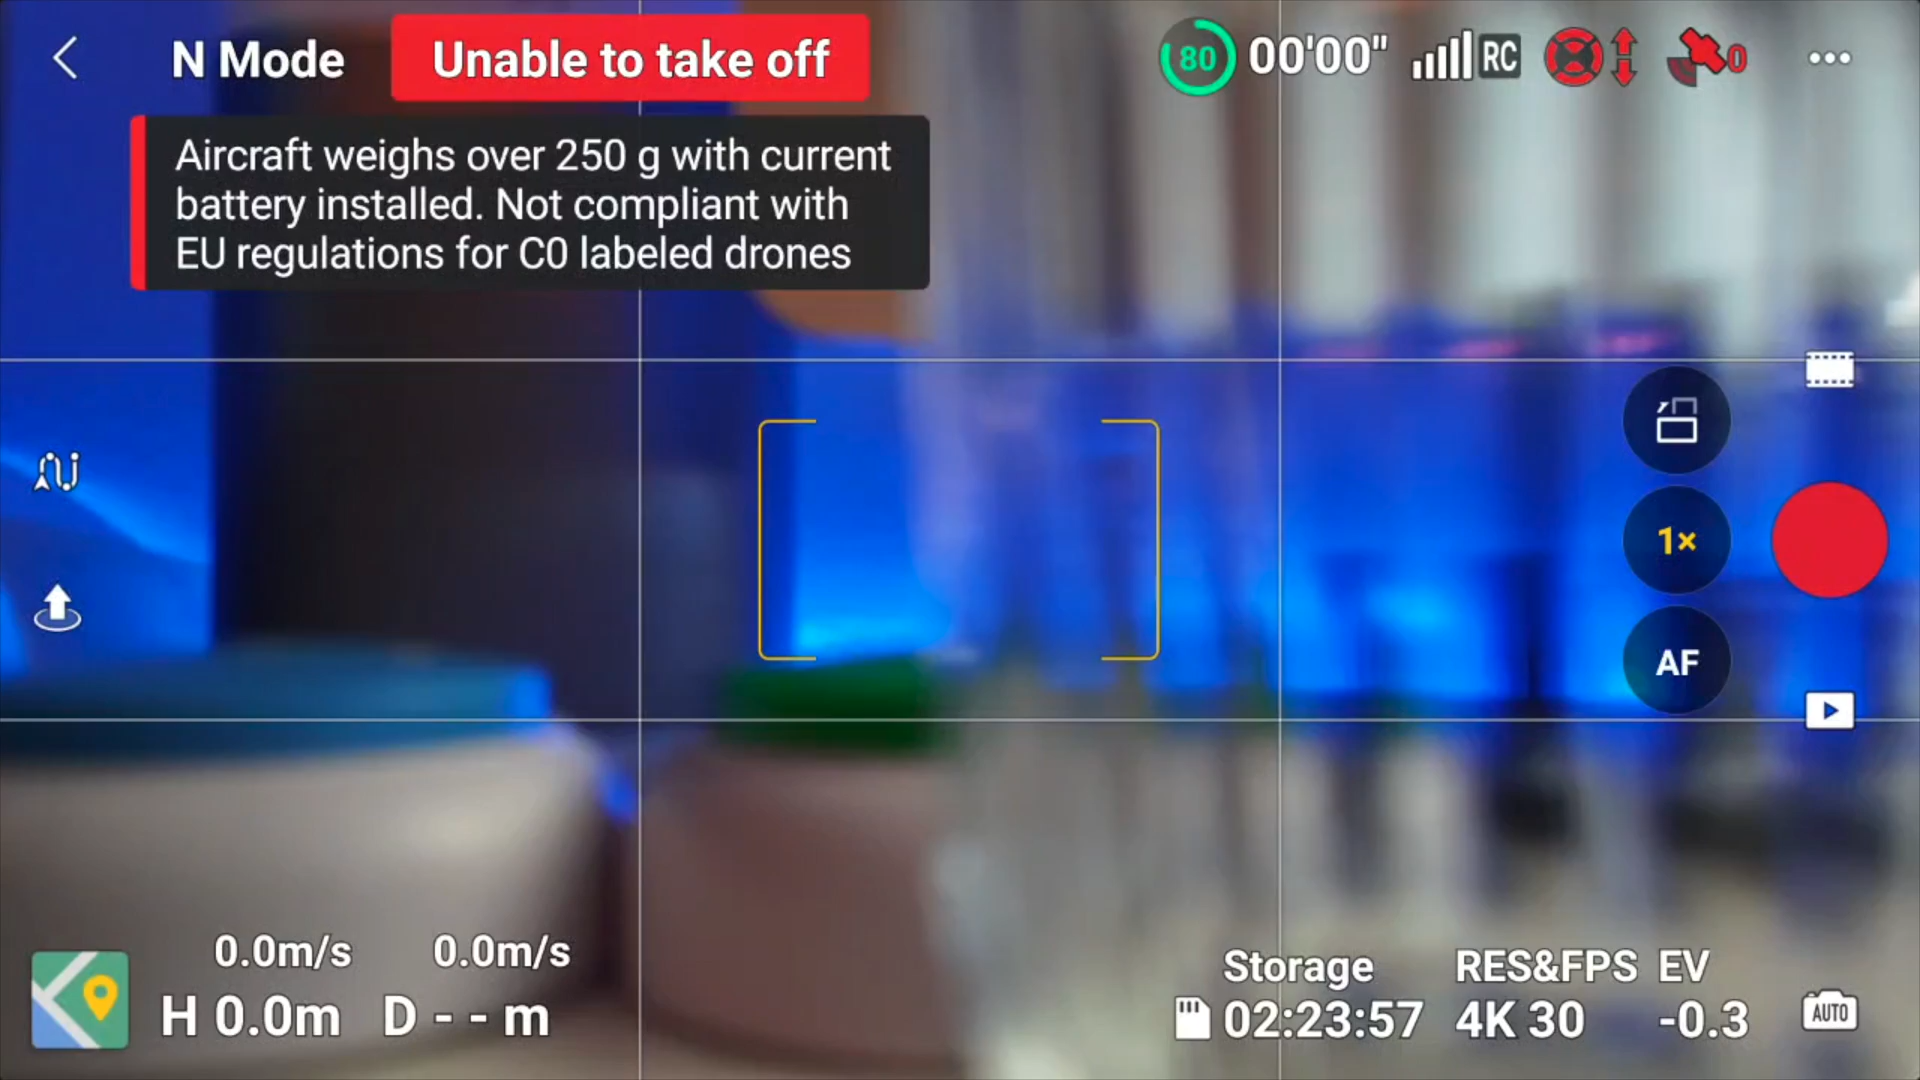 N Mode Unable to take off 80 00'00" RC 0
Aircraft weighs over 250 g with current
battery installed. Not compliant with
EU regulations for C0 labeled drones
1×
AF
0.0m/s 0.0m/s
H 0.0m D - - m
Storage RES&FPS EV
02:23:57 4K 30 -0.3
AUTO